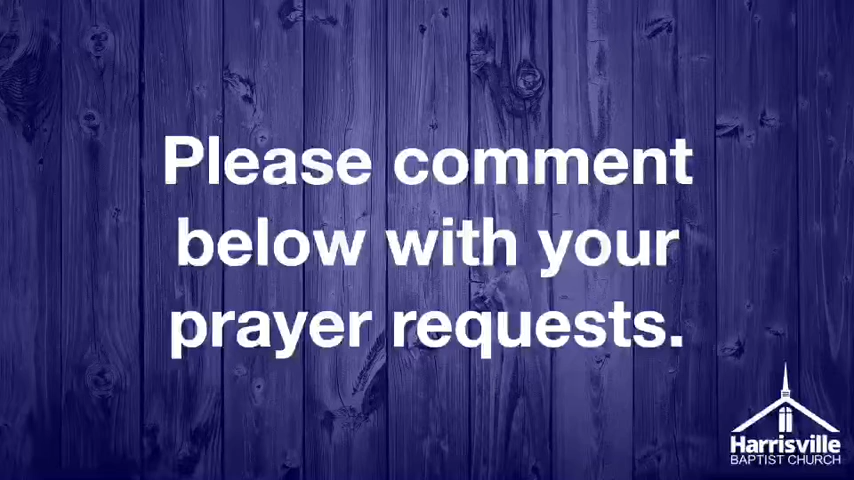 Please comment
below with your
prayer requests.
Harrisville
BAPTIST CHURCH